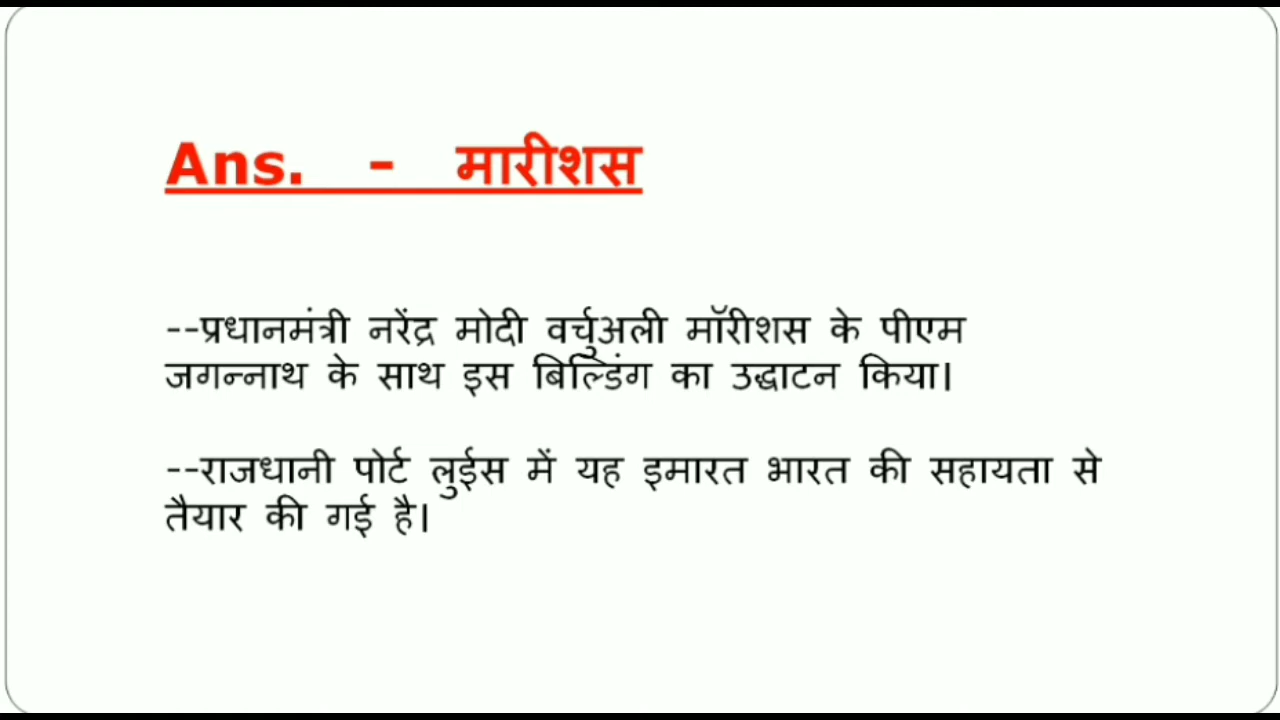 Ans. - मारीशस
--प्रधानमंत्री नरेंद्र मोदी वर्चुअली मॉरीशस के पीएम
जगन्नाथ के साथ इस बिल्डिंग का उद्घाटन किया।
--राजधानी पोर्ट लुईस में यह इमारत भारत की सहायता से
तैयार की गई है।